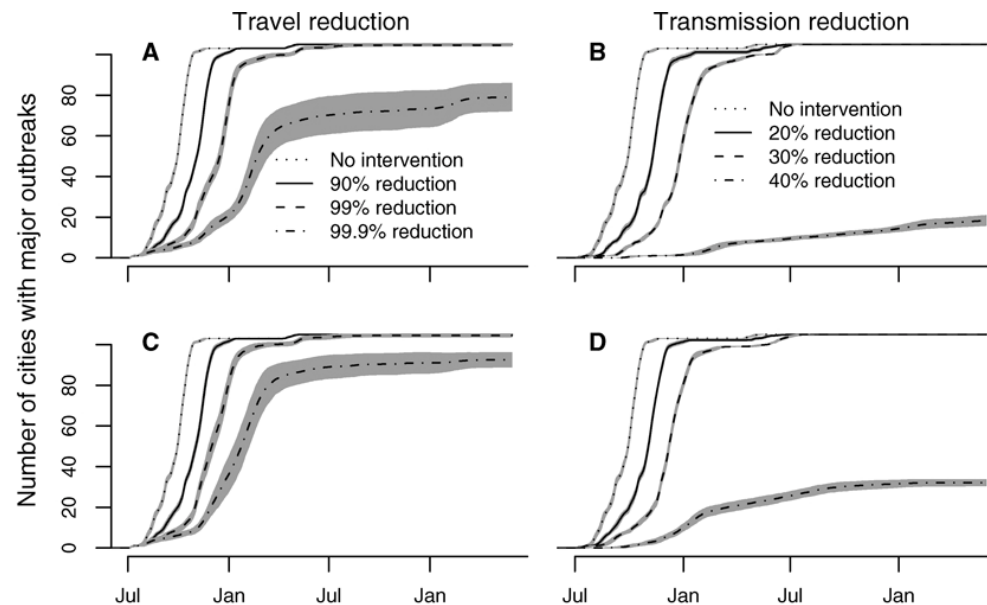 Travel reduction
Transmission reduction
Number of cities with major outbreaks
A
0 20 40 60 80
No intervention
90% reduction
99% reduction
99.9% reduction
B
No intervention
20% reduction
30% reduction
40% reduction
C
0 20 40 60 80
Jul Jan Jul Jan
D
Jul Jan Jul Jan